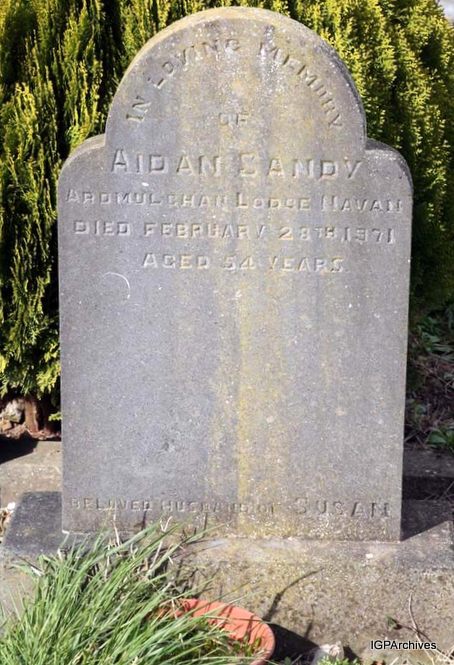 IN LOVING MEMORY
OF
AIDAN GANDY
ARDMULCHAN LODGE NAVAN
DIED FEBRUARY 28TH 1971
AGED 54 YEARS
BELOVED HUSBAND OF SUSAN
IGPArchives